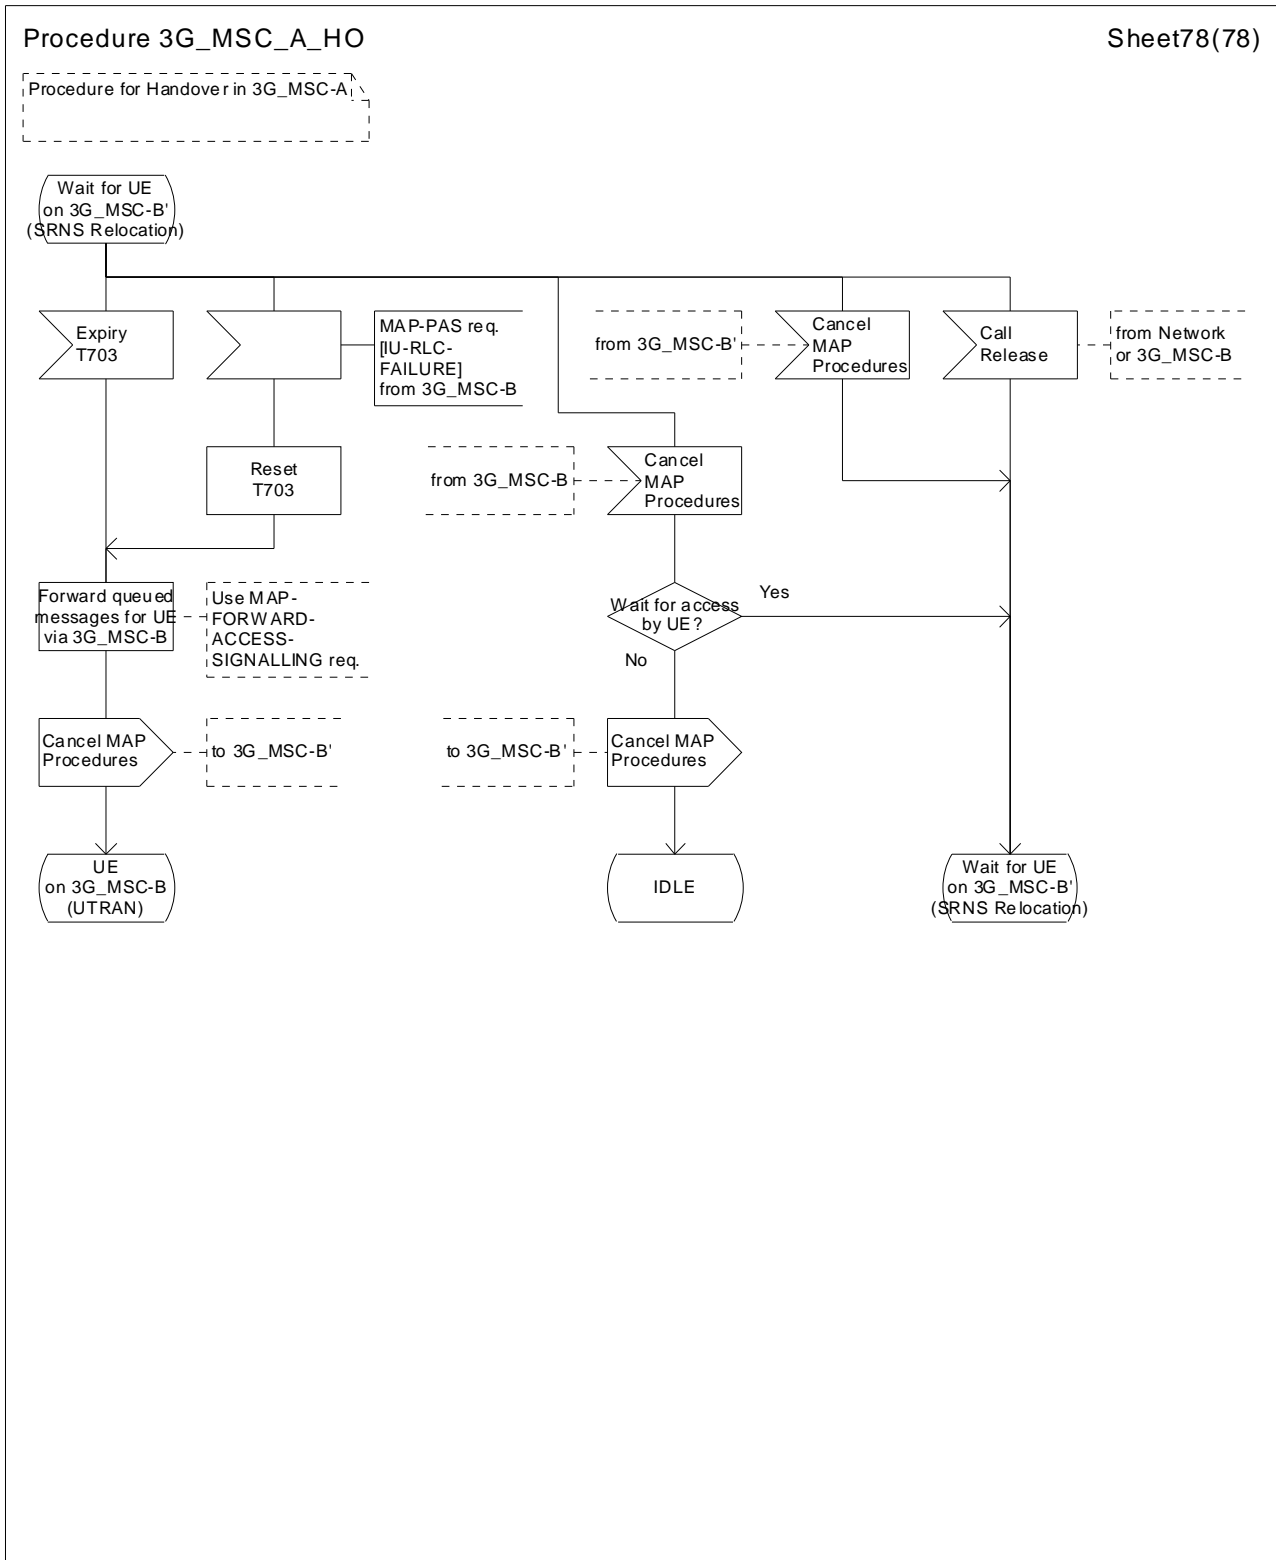 Procedure 3G_MSC_A_HO
Sheet78(78)
Procedure for Handover in 3G_MSC-A
Wait for UE
on 3G_MSC-B'
(SRNS Relocation)
Expiry
T703
MAP-PAS req.
[IU-RLC-
FAILURE]
from 3G_MSC-B
from 3G_MSC-B'
Cancel
MAP
Procedures
Call
Release
from Network
or 3G_MSC-B
Reset
T703
from 3G_MSC-B
Cancel
MAP
Procedures
Forward queued
messages for UE
via 3G_MSC-B
Use MAP-
FORWARD-
ACCESS-
SIGNALLING req.
Wait for access
by UE?
Yes
No
Cancel MAP
Procedures
to 3G_MSC-B'
to 3G_MSC-B'
Cancel MAP
Procedures
UE
on 3G_MSC-B
(UTRAN)
IDLE
Wait for UE
on 3G_MSC-B'
(SRNS Relocation)